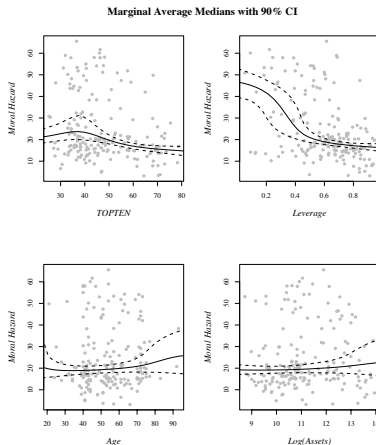 Marginal Average Medians with 90% CI
Moral Hazard
10 20 30 40 50 60
30 40 50 60 70 80
TOPTEN
Moral Hazard
10 20 30 40 50 60
0.2 0.4 0.6 0.8
Leverage
Moral Hazard
10 20 30 40 50 60
20 30 40 50 60 70 80 90
Age
Moral Hazard
10 20 30 40 50 60
9 10 11 12 13 14
Log(Assets)